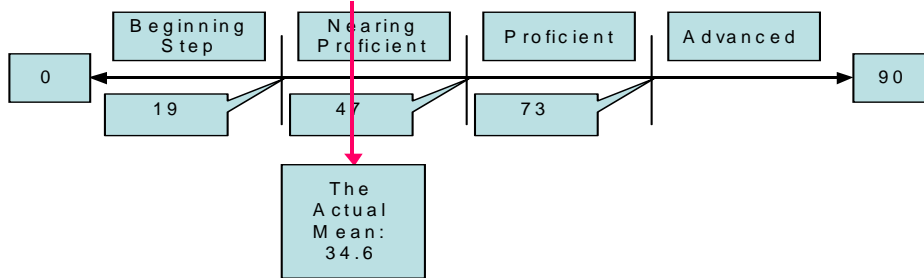 Beginning
Step
Nearing
Proficient
Proficient
Advanced
0
90
19
47
73
The
Actual
Mean:
34.6